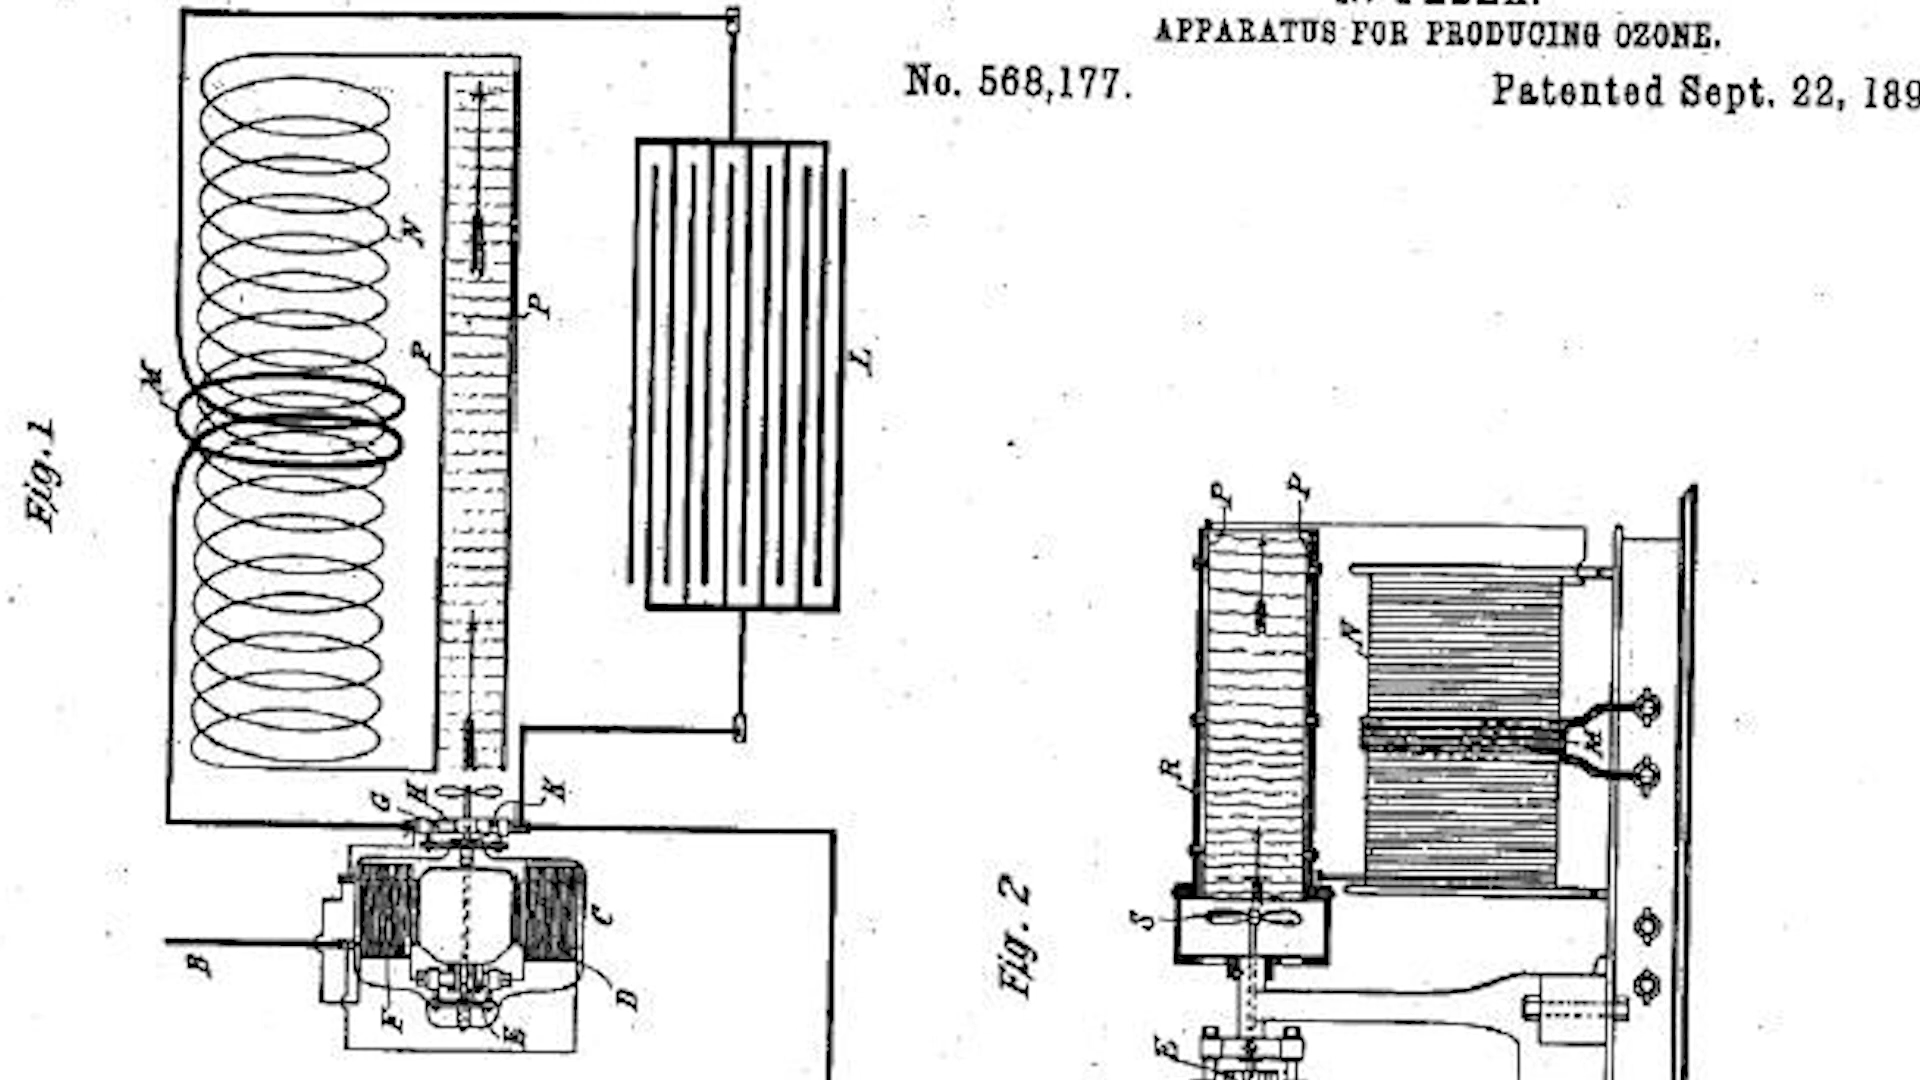 APPARATUS FOR PRODUCING OZONE.
No. 568,177.
Patented Sept. 22, 189
Fig. 1
M
N
P
P
L
G
H
K
B
C
D
F
E
Fig. 2
P
P
N
M
R
S
E